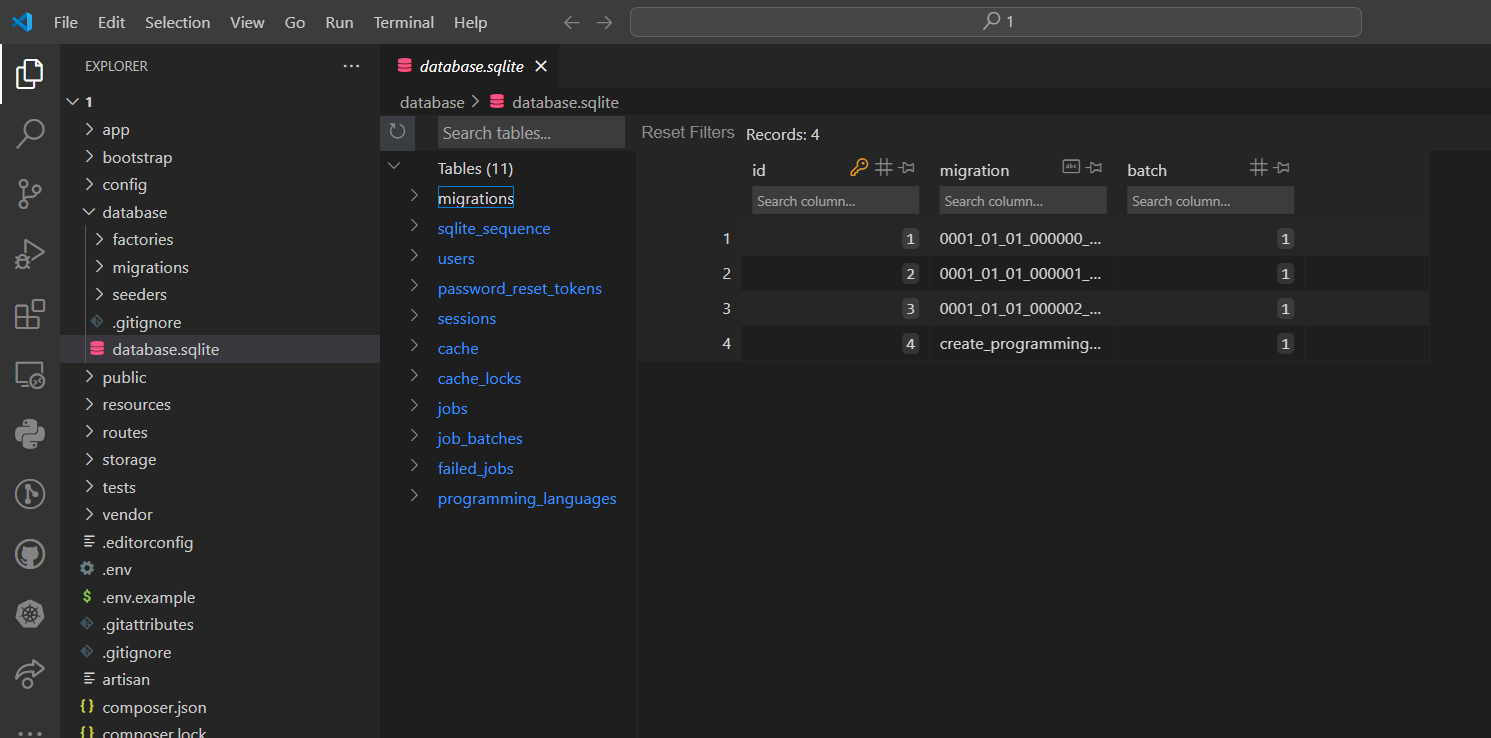 File Edit Selection View Go Run Terminal Help
1
EXPLORER
1
app
bootstrap
config
database
factories
migrations
seeders
.gitignore
database.sqlite
public
resources
routes
storage
tests
vendor
.editorconfig
.env
.env.example
.gitattributes
.gitignore
artisan
composer.json
composer.lock
database.sqlite
database > database.sqlite
Search tables...
Tables (11)
migrations
sqlite_sequence
users
password_reset_tokens
sessions
cache
cache_locks
jobs
job_batches
failed_jobs
programming_languages
Reset Filters Records: 4
id migration abc batch
Search column... Search column... Search column...
1 1 0001_01_01_000000_... 1
2 2 0001_01_01_000001_... 1
3 3 0001_01_01_000002_... 1
4 4 create_programming... 1